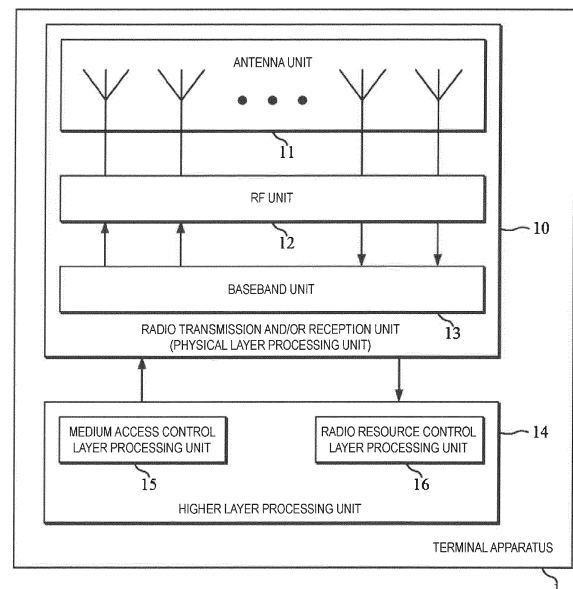 ANTENNA UNIT
11
RF UNIT
12
10
BASEBAND UNIT
13
RADIO TRANSMISSION AND/OR RECEPTION UNIT
(PHYSICAL LAYER PROCESSING UNIT)
MEDIUM ACCESS CONTROL
LAYER PROCESSING UNIT
15
RADIO RESOURCE CONTROL
LAYER PROCESSING UNIT
16
14
HIGHER LAYER PROCESSING UNIT
TERMINAL APPARATUS
1